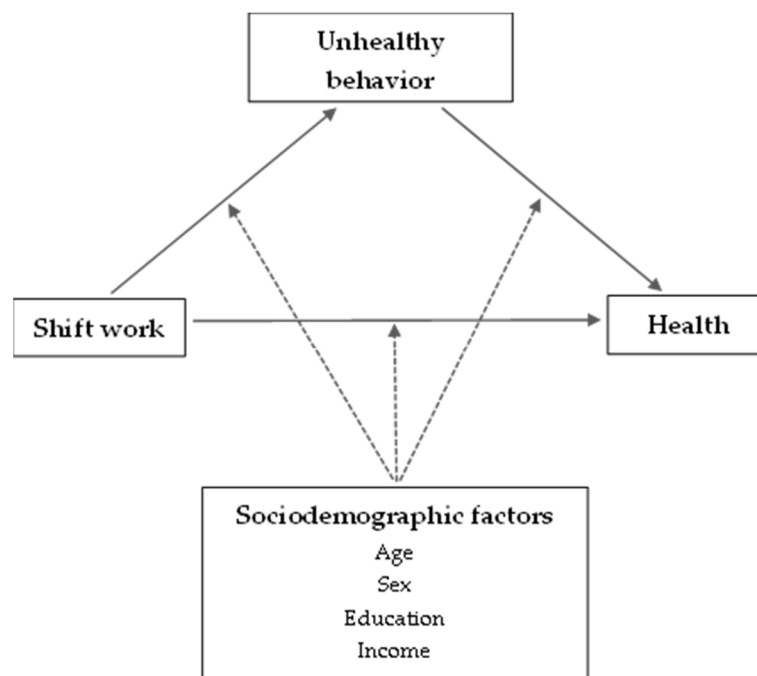 Unhealthy
behavior
Shift work
Health
Sociodemographic factors
Age
Sex
Education
Income